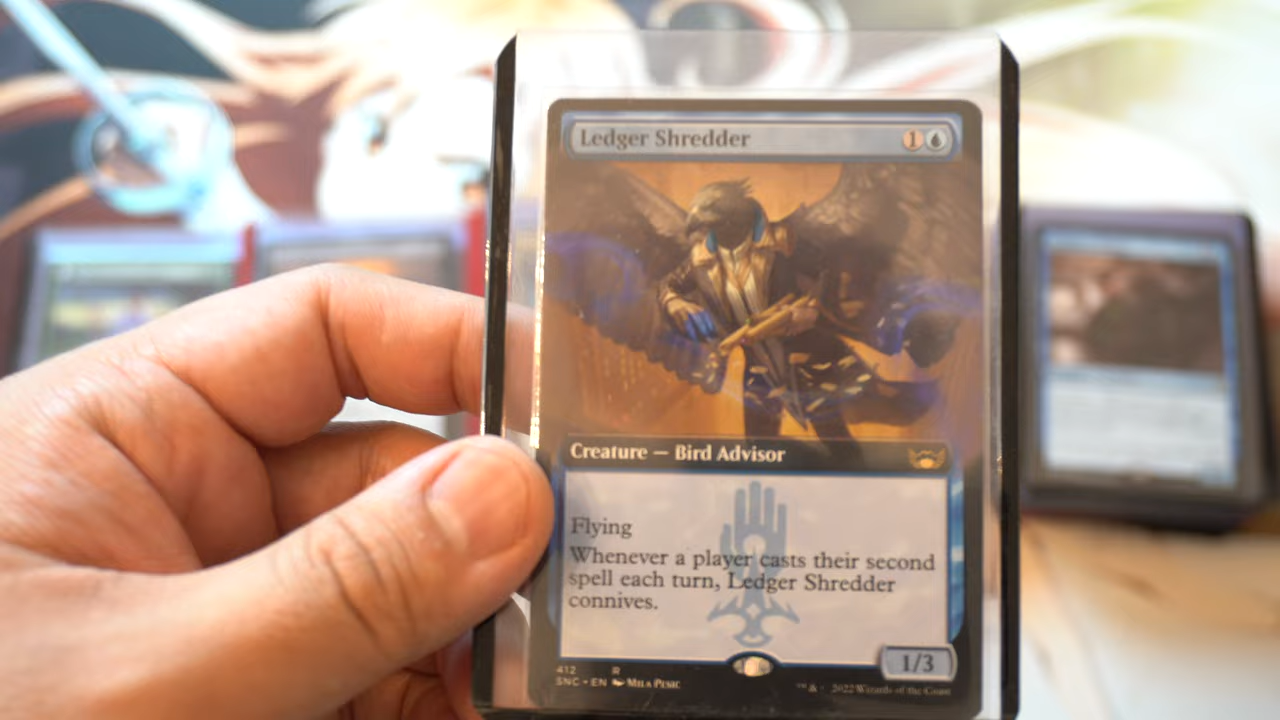 Ledger Shredder 1
Creature — Bird Advisor
Flying
Whenever a player casts their second
spell each turn, Ledger Shredder
connives.
1/3
412 R
SNC • EN Mila Pesic
™ & 2022 Wizards of the Coast